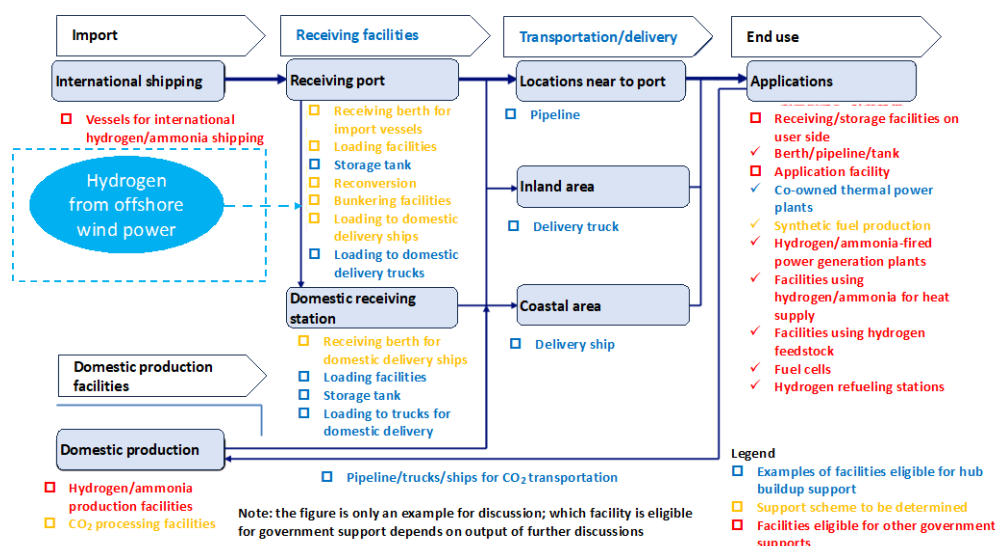 Import
Receiving facilities
Transportation/delivery
End use
International shipping
Receiving port
Locations near to port
Applications
Vessels for international
hydrogen/ammonia shipping
Hydrogen
from offshore
wind power
Receiving berth for
import vessels
Loading facilities
Storage tank
Reconversion
Bunkering facilities
Loading to domestic
delivery ships
Loading to domestic
delivery trucks
Domestic receiving
station
Receiving berth for
domestic delivery ships
Loading facilities
Storage tank
Loading to trucks for
domestic delivery
Pipeline
Inland area
Delivery truck
Coastal area
Delivery ship
Receiving/storage facilities on
user side
Berth/pipeline/tank
Application facility
Co-owned thermal power
plants
Synthetic fuel production
Hydrogen/ammonia-fired
power generation plants
Facilities using
hydrogen/ammonia for heat
supply
Facilities using hydrogen
feedstock
Fuel cells
Hydrogen refueling stations
Domestic production
facilities
Domestic production
Hydrogen/ammonia
production facilities
CO2 processing facilities
Pipeline/trucks/ships for CO2 transportation
Note: the figure is only an example for discussion; which facility is eligible
for government support depends on output of further discussions
Legend
Examples of facilities eligible for hub
buildup support
Support scheme to be determined
Facilities eligible for other government
supports